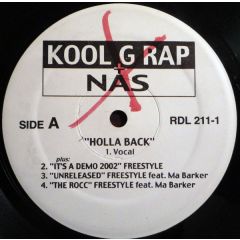 KOOL G RAP
+
NAS
SIDE A
RDL 211-1
"HOLLA BACK"
1. Vocal
plus:
2. "IT'S A DEMO 2002" FREESTYLE
3. "UNRELEASED" FREESTYLE feat. Ma Barker
4. "THE ROCC" FREESTYLE feat. Ma Barker